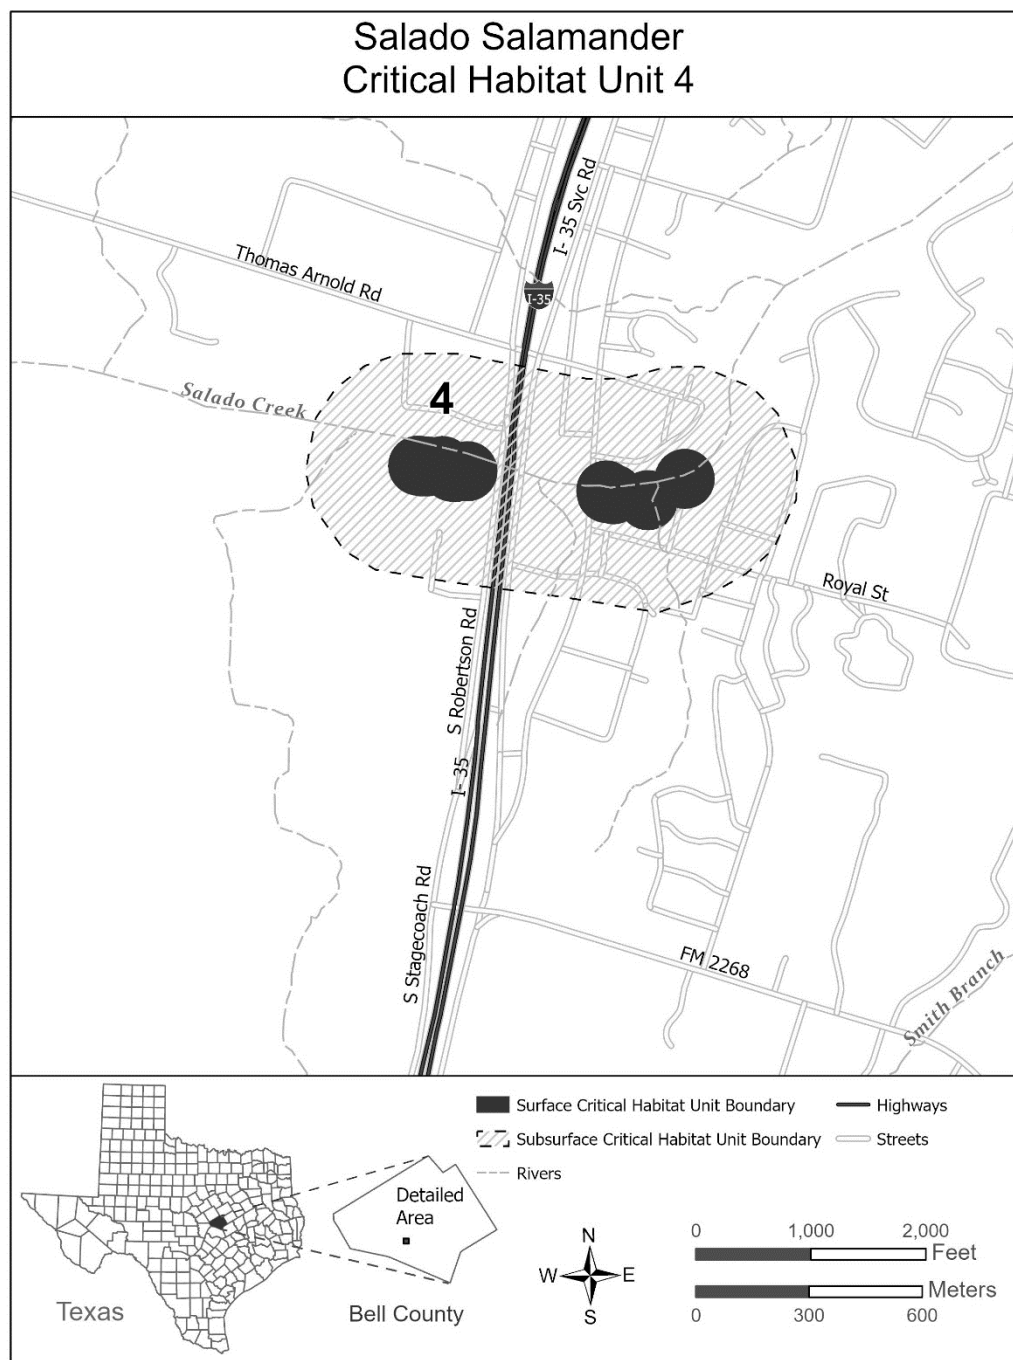 Salado Salamander
Critical Habitat Unit 4
I- 35 Svc Rd
Thomas Arnold Rd
I-35
Salado Creek
4
Royal St
S Robertson Rd
I- 35
S Stagecoach Rd
FM 2268
Smith Branch
Surface Critical Habitat Unit Boundary
Highways
Subsurface Critical Habitat Unit Boundary
Streets
Rivers
Detailed
Area
Texas
Bell County
N
W
E
S
0 1,000 2,000
Feet
Meters
0 300 600